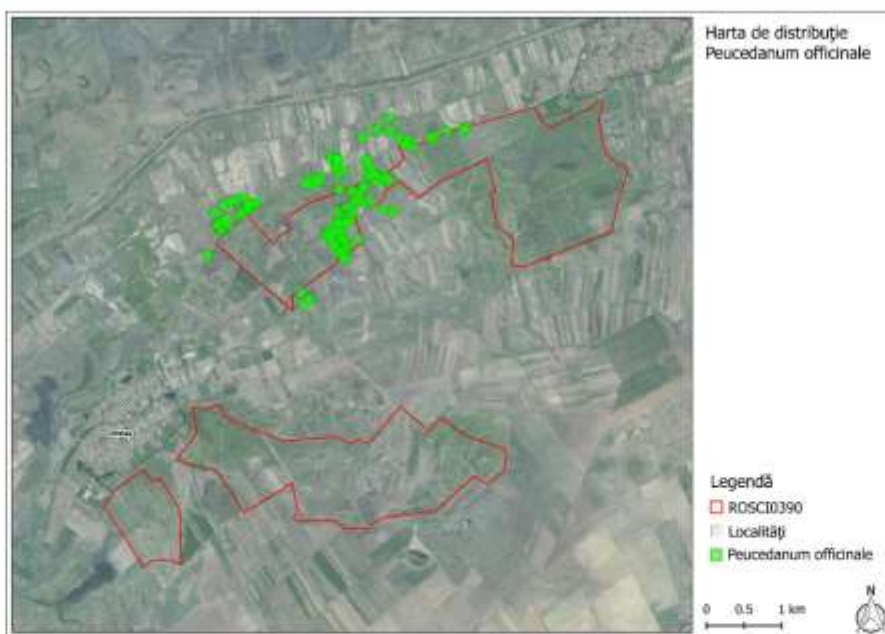 Harta de distribuție
Peucedanum officinale
Legendă
ROSCI0390
Localități
Peucedanum officinale
N
0 0.5 1 km